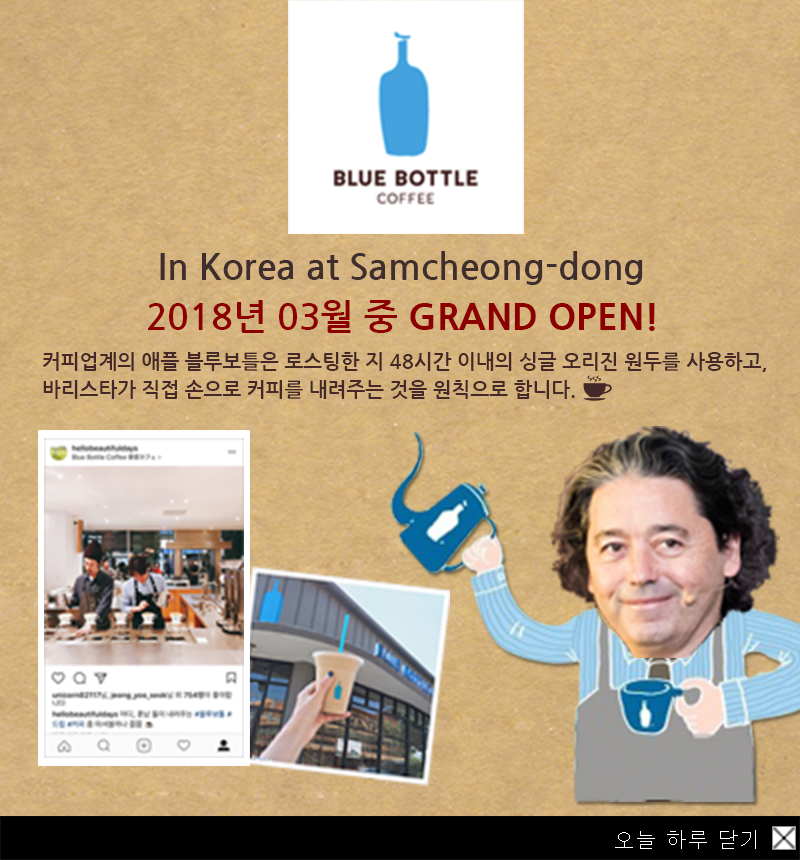 BLUE BOTTLE
COFFEE
In Korea at Samcheong-dong
2018년 03월 중 GRAND OPEN!
커피업계의 애플 블루보틀은 로스팅한 지 48시간 이내의 싱글 오리진 원두를 사용하고,
바리스타가 직접 손으로 커피를 내려주는 것을 원칙으로 합니다.
hellobeautifuldays
Blue Bottle Coffee
hellobeautifuldays
오늘 하루 닫기